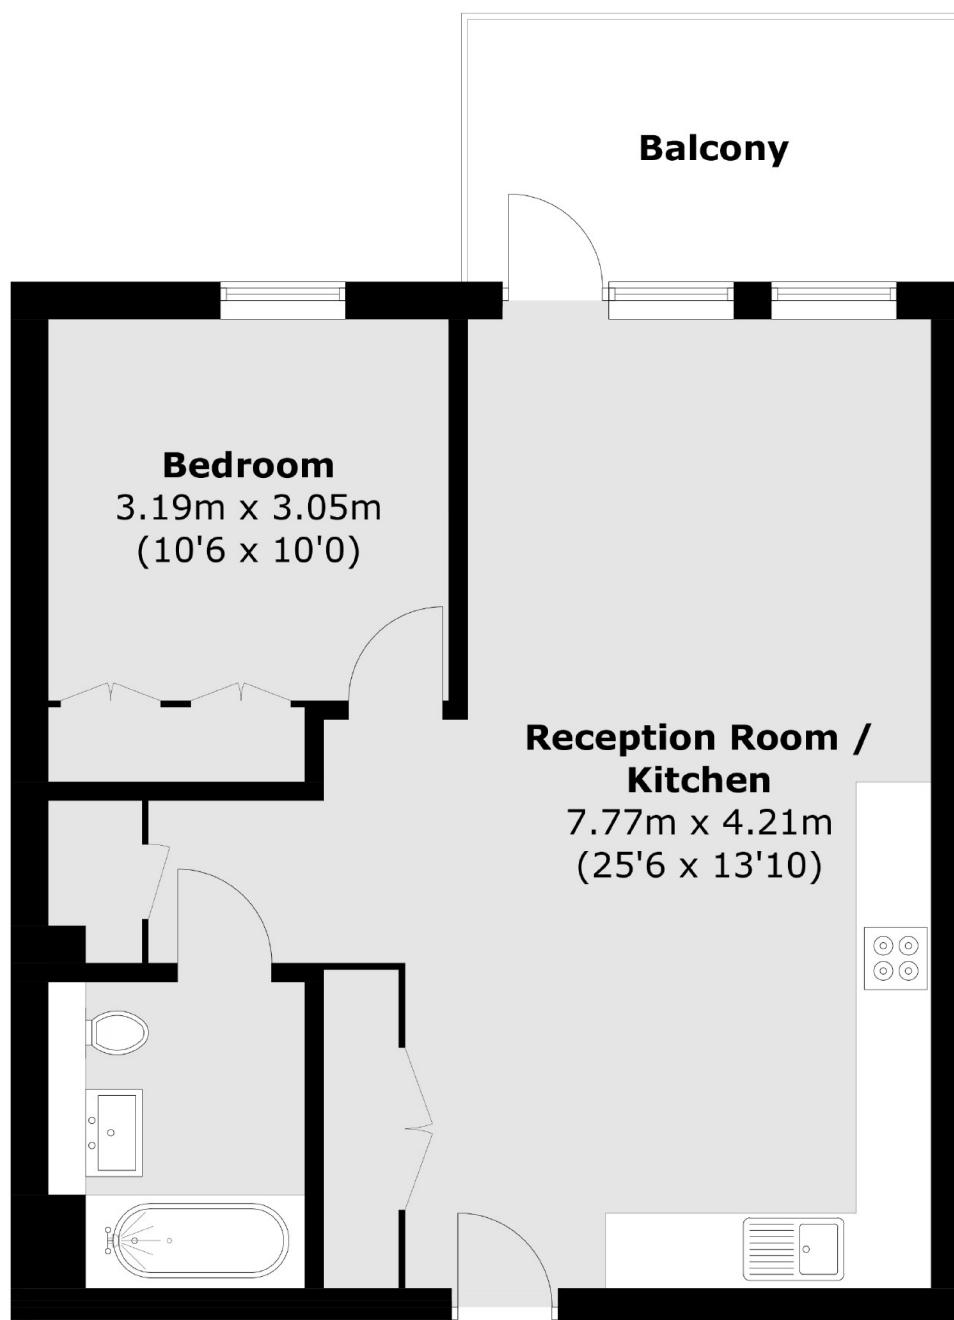 Balcony
Bedroom
3.19m x 3.05m
(10'6 x 10'0)
Reception Room /
Kitchen
7.77m x 4.21m
(25'6 x 13'10)